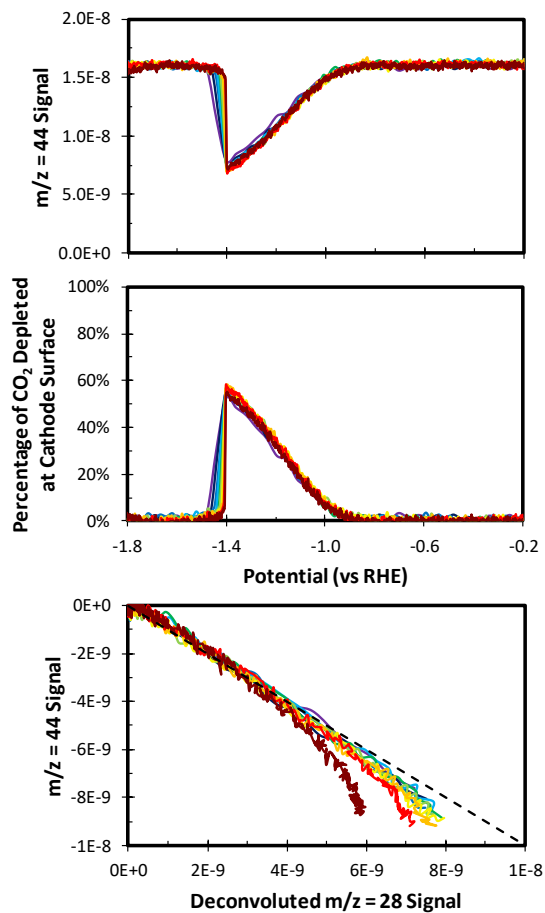 2.0E-8
1.5E-8
1.0E-8
5.0E-9
0.0E+0
m/z = 44 Signal
100%
80%
60%
40%
20%
0%
Percentage of CO₂ Depleted
at Cathode Surface
-1.8 -1.4 -1.0 -0.6 -0.2
Potential (vs RHE)
0E+0
-2E-9
-4E-9
-6E-9
-8E-9
-1E-8
m/z = 44 Signal
0E+0 2E-9 4E-9 6E-9 8E-9 1E-8
Deconvoluted m/z = 28 Signal